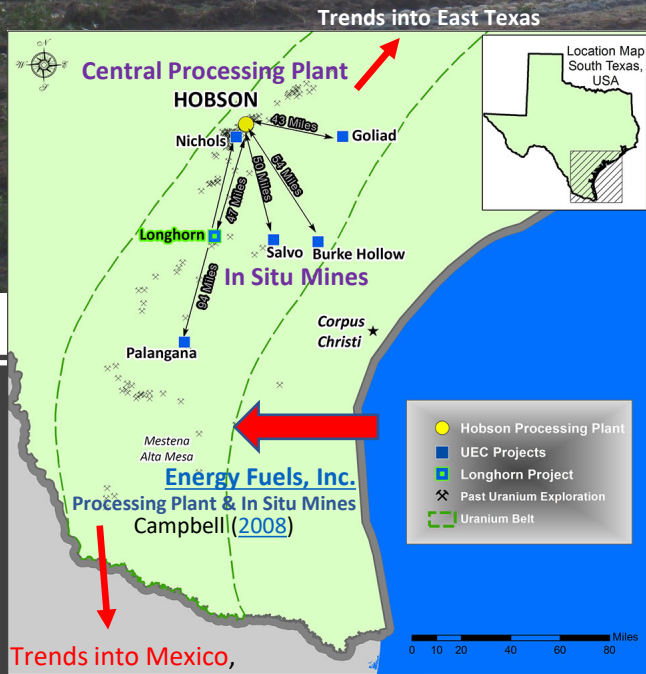 Trends into East Texas
N
W
E
S
Central Processing Plant
HOBSON
Location Map
South Texas,
USA
43 Miles
Nichols
Goliad
50 Miles
54 Miles
47 Miles
Longhorn
Salvo
Burke Hollow
In Situ Mines
94 Miles
Corpus
Christi
Palangana
Mestena
Alta Mesa
Energy Fuels, Inc.
Processing Plant & In Situ Mines
Campbell (2008)
Hobson Processing Plant
UEC Projects
Longhorn Project
Past Uranium Exploration
Uranium Belt
Trends into Mexico,
Miles
0 10 20 40 60 80